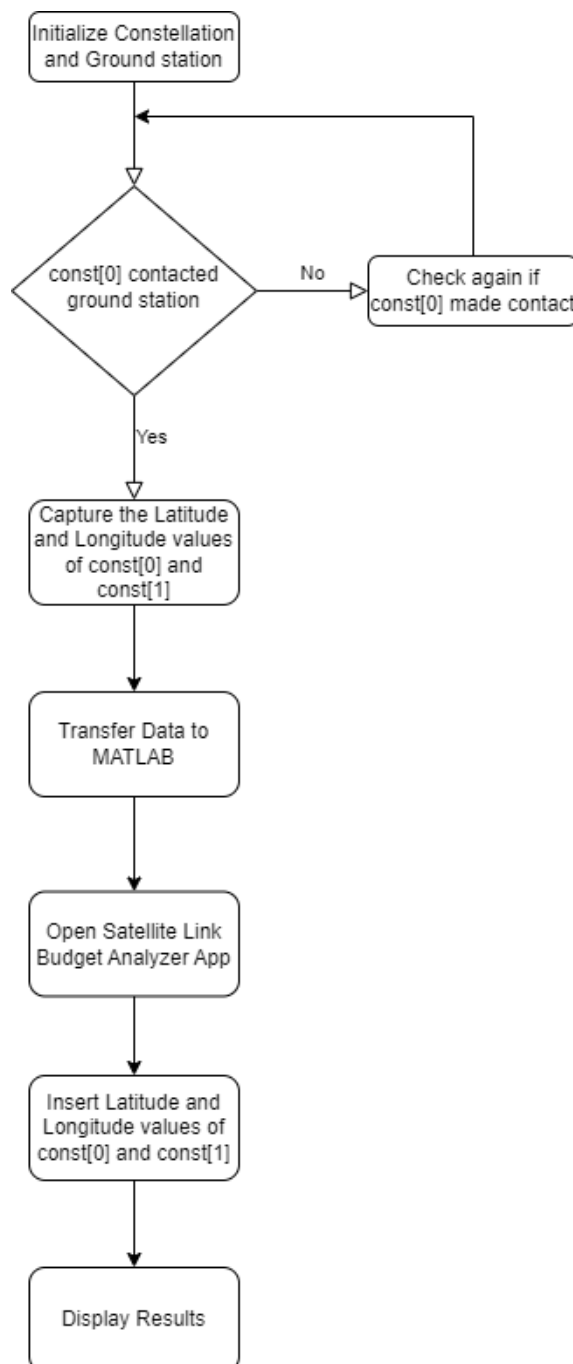 Initialize Constellation
and Ground station
const[0] contacted
ground station
No
Check again if
const[0] made contact
Yes
Capture the Latitude
and Longitude values
of const[0] and
const[1]
Transfer Data to
MATLAB
Open Satellite Link
Budget Analyzer App
Insert Latitude and
Longitude values of
const[0] and const[1]
Display Results